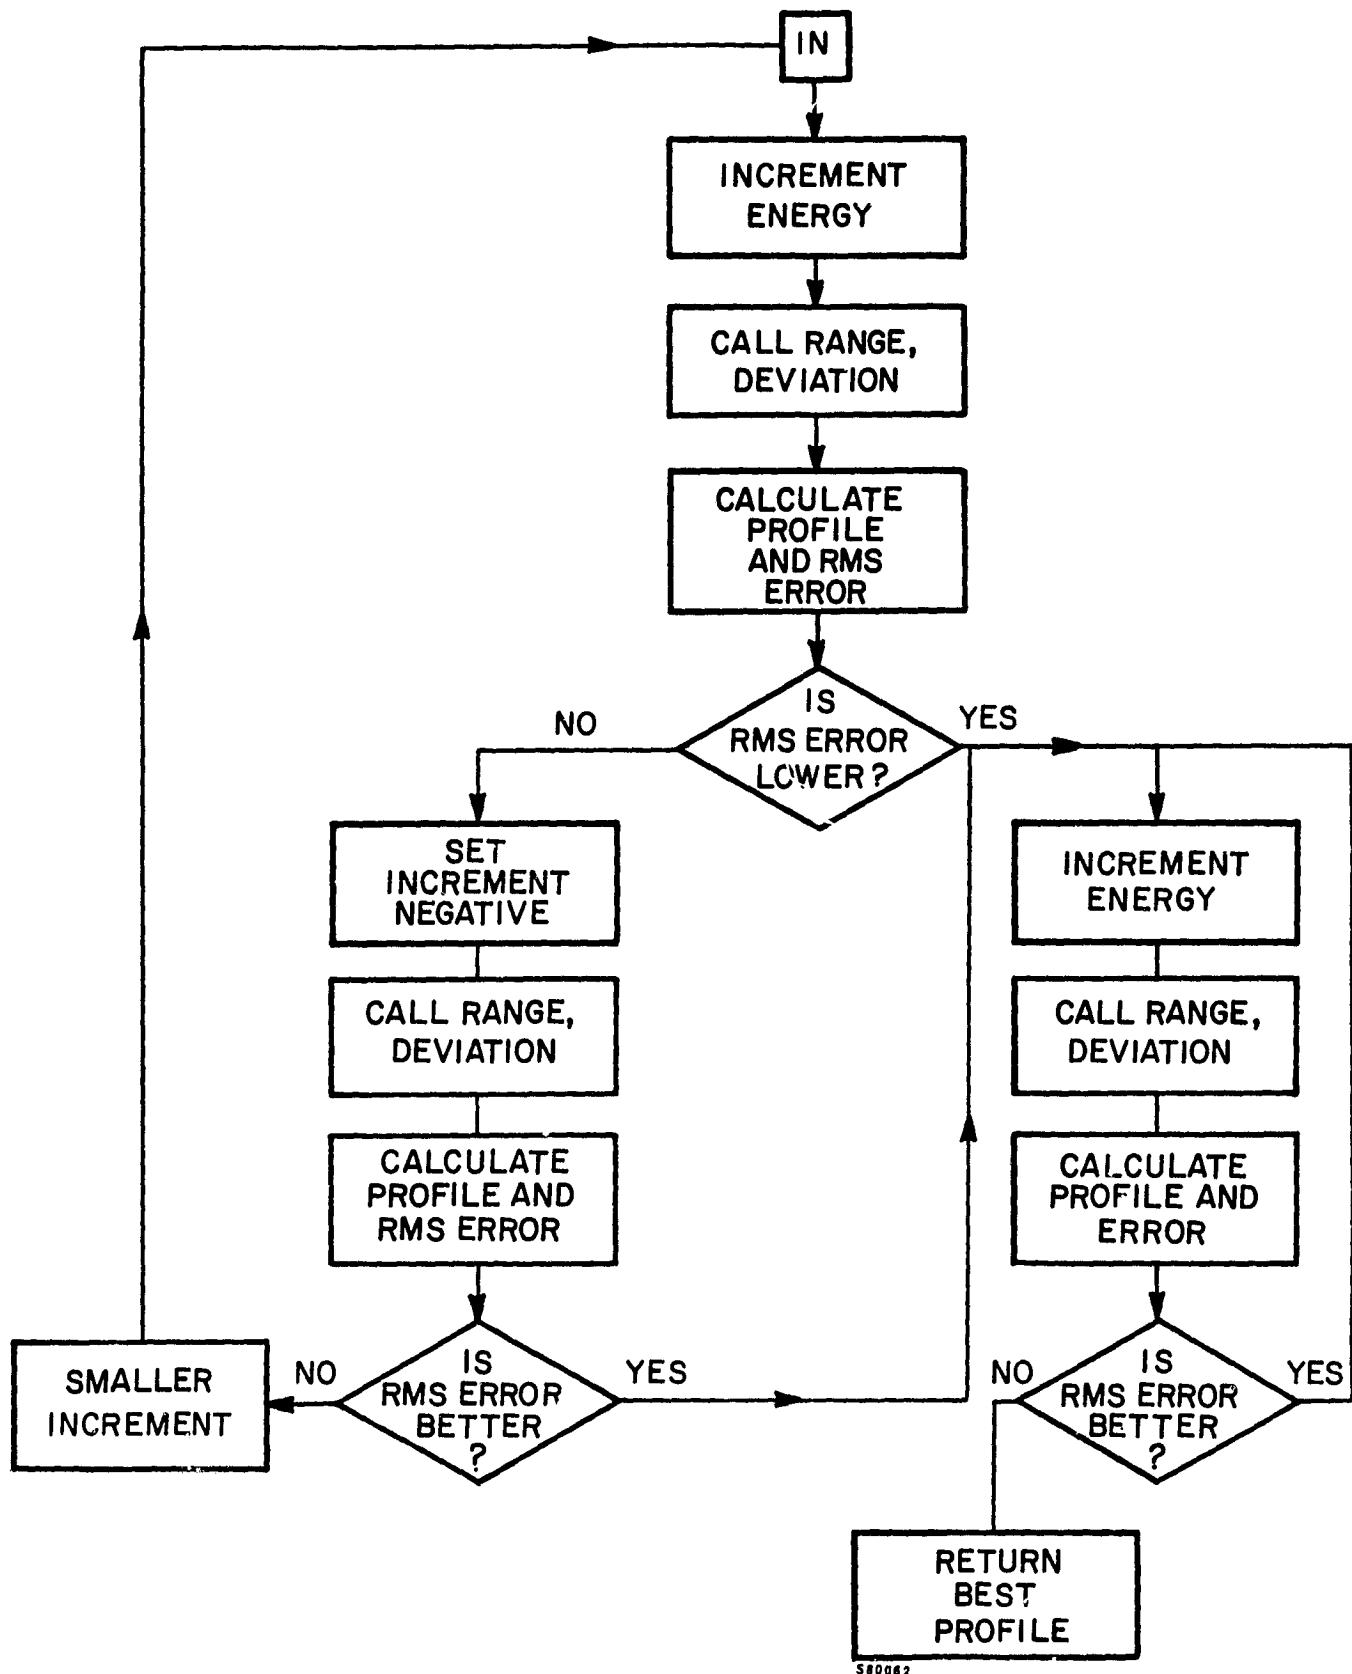 IN
INCREMENT
ENERGY
CALL RANGE,
DEVIATION
CALCULATE
PROFILE
AND RMS
ERROR
IS
RMS ERROR
LOWER?
NO
YES
SET
INCREMENT
NEGATIVE
CALL RANGE,
DEVIATION
CALCULATE
PROFILE AND
RMS ERROR
IS
RMS ERROR
BETTER
?
NO
YES
SMALLER
INCREMENT
INCREMENT
ENERGY
CALL RANGE,
DEVIATION
CALCULATE
PROFILE AND
ERROR
IS
RMS ERROR
BETTER
?
NO
YES
RETURN
BEST
PROFILE
S80062